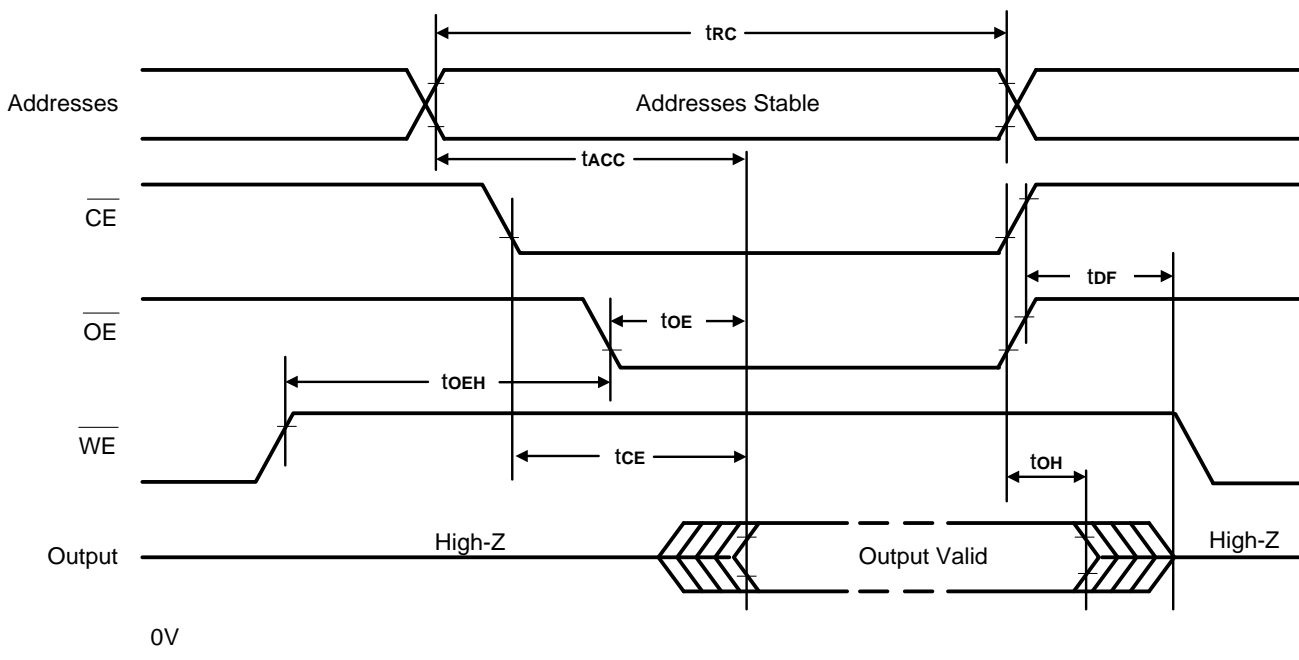 tRC
Addresses
Addresses Stable
tACC
CE
tDF
OE
tOE
tOEH
WE
tCE
tOH
Output
High-Z
Output Valid
High-Z
0V